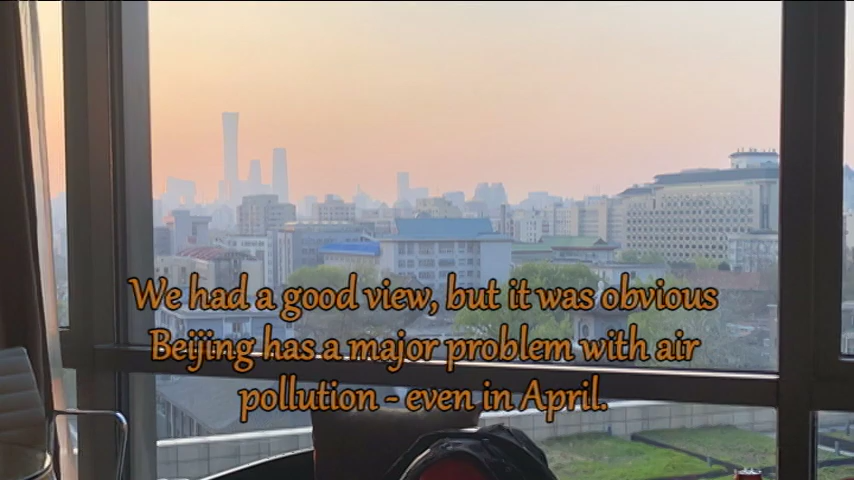 We had a good view, but it was obvious
Beijing has a major problem with air
pollution - even in April.